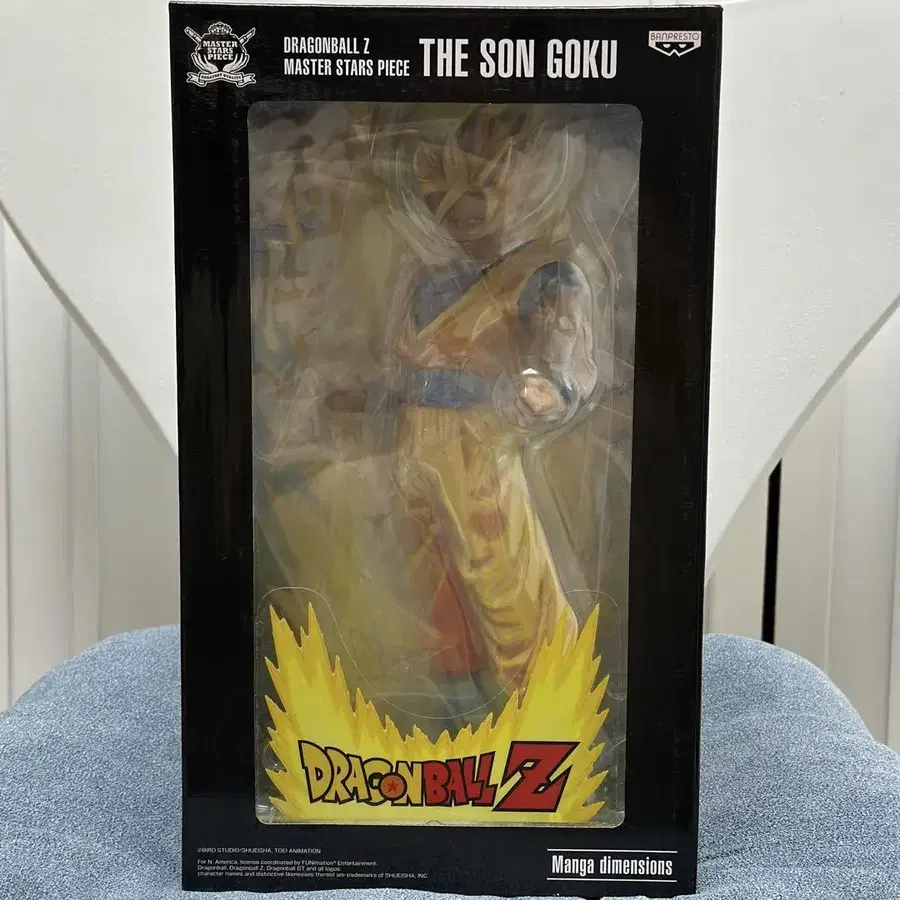 MASTER
STARS
PIECE
DRAGONBALL Z
MASTER STARS PIECE
THE SON GOKU
BANPRESTO
DRAGONBALL Z
©BIRD STUDIO/SHUEISHA, TOEI ANIMATION
For N. America, license coordinated by FUNimation® Entertainment.
Dragonball, Dragonball Z, Dragonball GT and all logos,
character names and distinctive likenesses thereof are trademarks of SHUEISHA, INC.
Manga dimensions